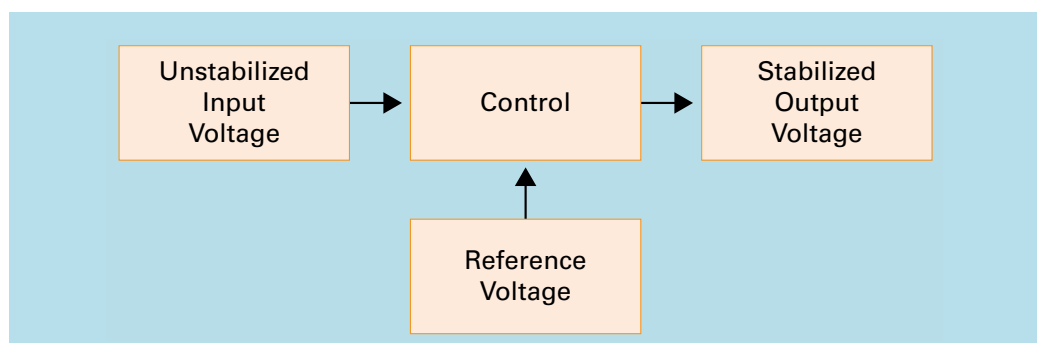 Unstabilized
Input
Voltage
Control
Stabilized
Output
Voltage
Reference
Voltage